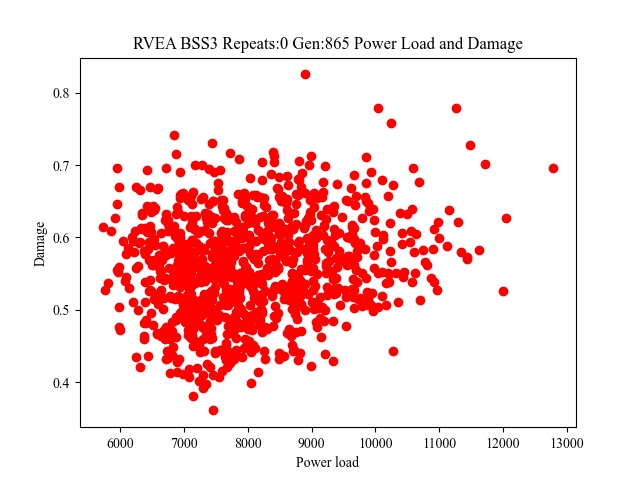 RVEA BSS3 Repeats:0 Gen:865 Power Load and Damage
0.8
0.7
0.6
0.5
0.4
Damage
6000 7000 8000 9000 10000 11000 12000 13000
Power load